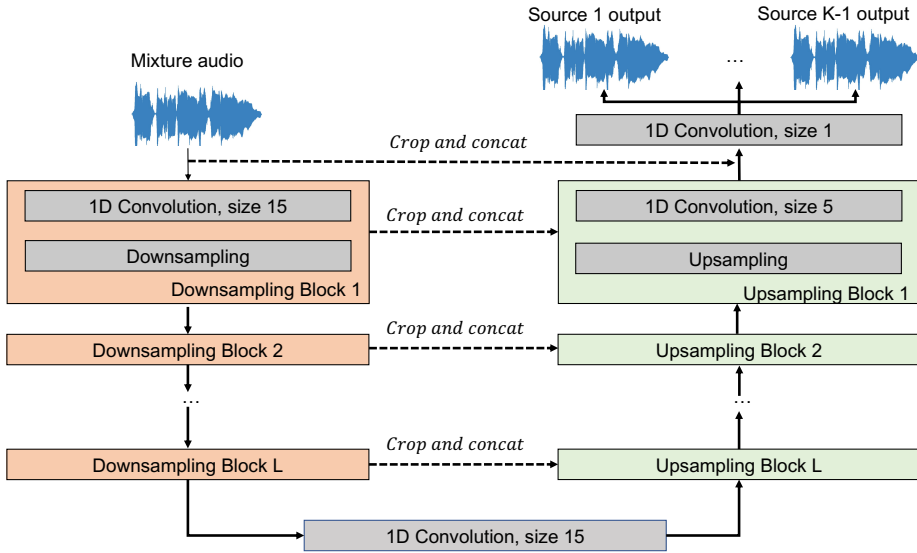 Source 1 output
Source K-1 output
Mixture audio
...
1D Convolution, size 1
Crop and concat
1D Convolution, size 15
Crop and concat
1D Convolution, size 5
Downsampling
Upsampling
Downsampling Block 1
Upsampling Block 1
Crop and concat
Downsampling Block 2
Upsampling Block 2
...
...
Crop and concat
Downsampling Block L
Upsampling Block L
1D Convolution, size 15